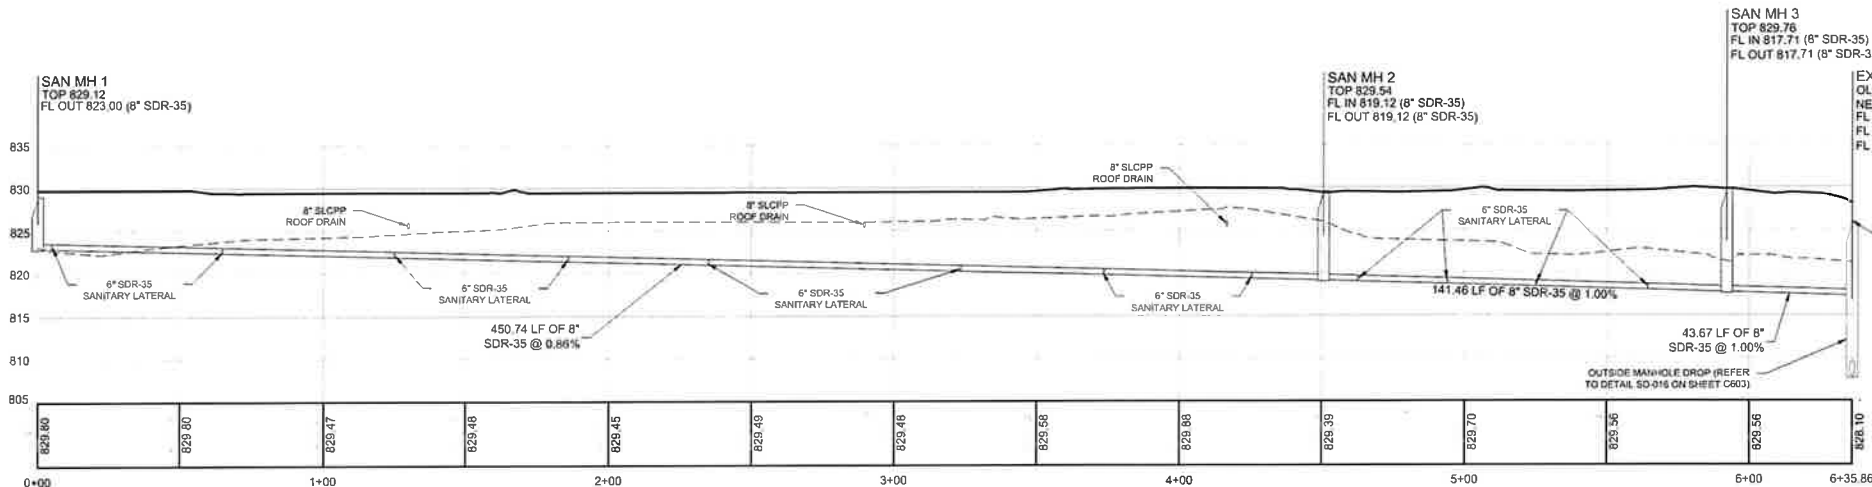 SAN MH 3
TOP 829.76
FL IN 817.71 (8" SDR-35)
FL OUT 817.71 (8" SDR-3
SAN MH 1
TOP 829.12
FL OUT 823.00 (8" SDR-35)
SAN MH 2
TOP 829.54
FL IN 819.12 (8" SDR-35)
FL OUT 819.12 (8" SDR-35)
EX
OL
NE
FL
FL
FL
835
830
825
820
815
810
805
8" SLCPP
ROOF DRAIN
8" SLCPP
ROOF DRAIN
8" SLCPP
ROOF DRAIN
6" SDR-35
SANITARY LATERAL
6" SDR-35
SANITARY LATERAL
6" SDR-35
SANITARY LATERAL
6" SDR-35
SANITARY LATERAL
6" SDR-35
SANITARY LATERAL
141.46 LF OF 8" SDR-35 @ 1.00%
450.74 LF OF 8"
SDR-35 @ 0.86%
43.67 LF OF 8"
SDR-35 @ 1.00%
OUTSIDE MANHOLE DROP (REFER
TO DETAIL SD-016 ON SHEET C603)
829.80
829.80
829.47
829.48
829.45
829.49
829.48
829.58
829.88
829.39
829.70
829.56
829.56
828.10
0+00
1+00
2+00
3+00
4+00
5+00
6+00
6+35.86